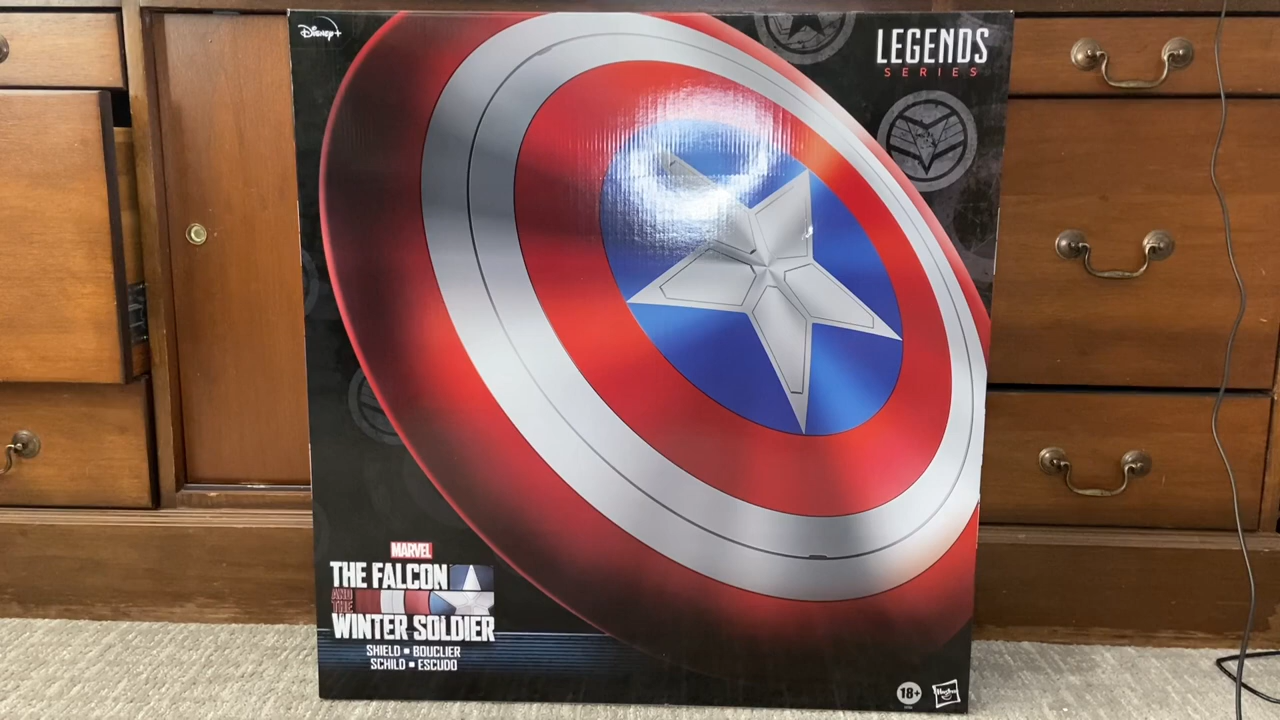 Disney+
LEGENDS
SERIES
MARVEL
THE FALCON
AND
THE
WINTER SOLDIER
SHIELD ▪ BOUCLIER
SCHILD ▪ ESCUDO
18+
Hasbro